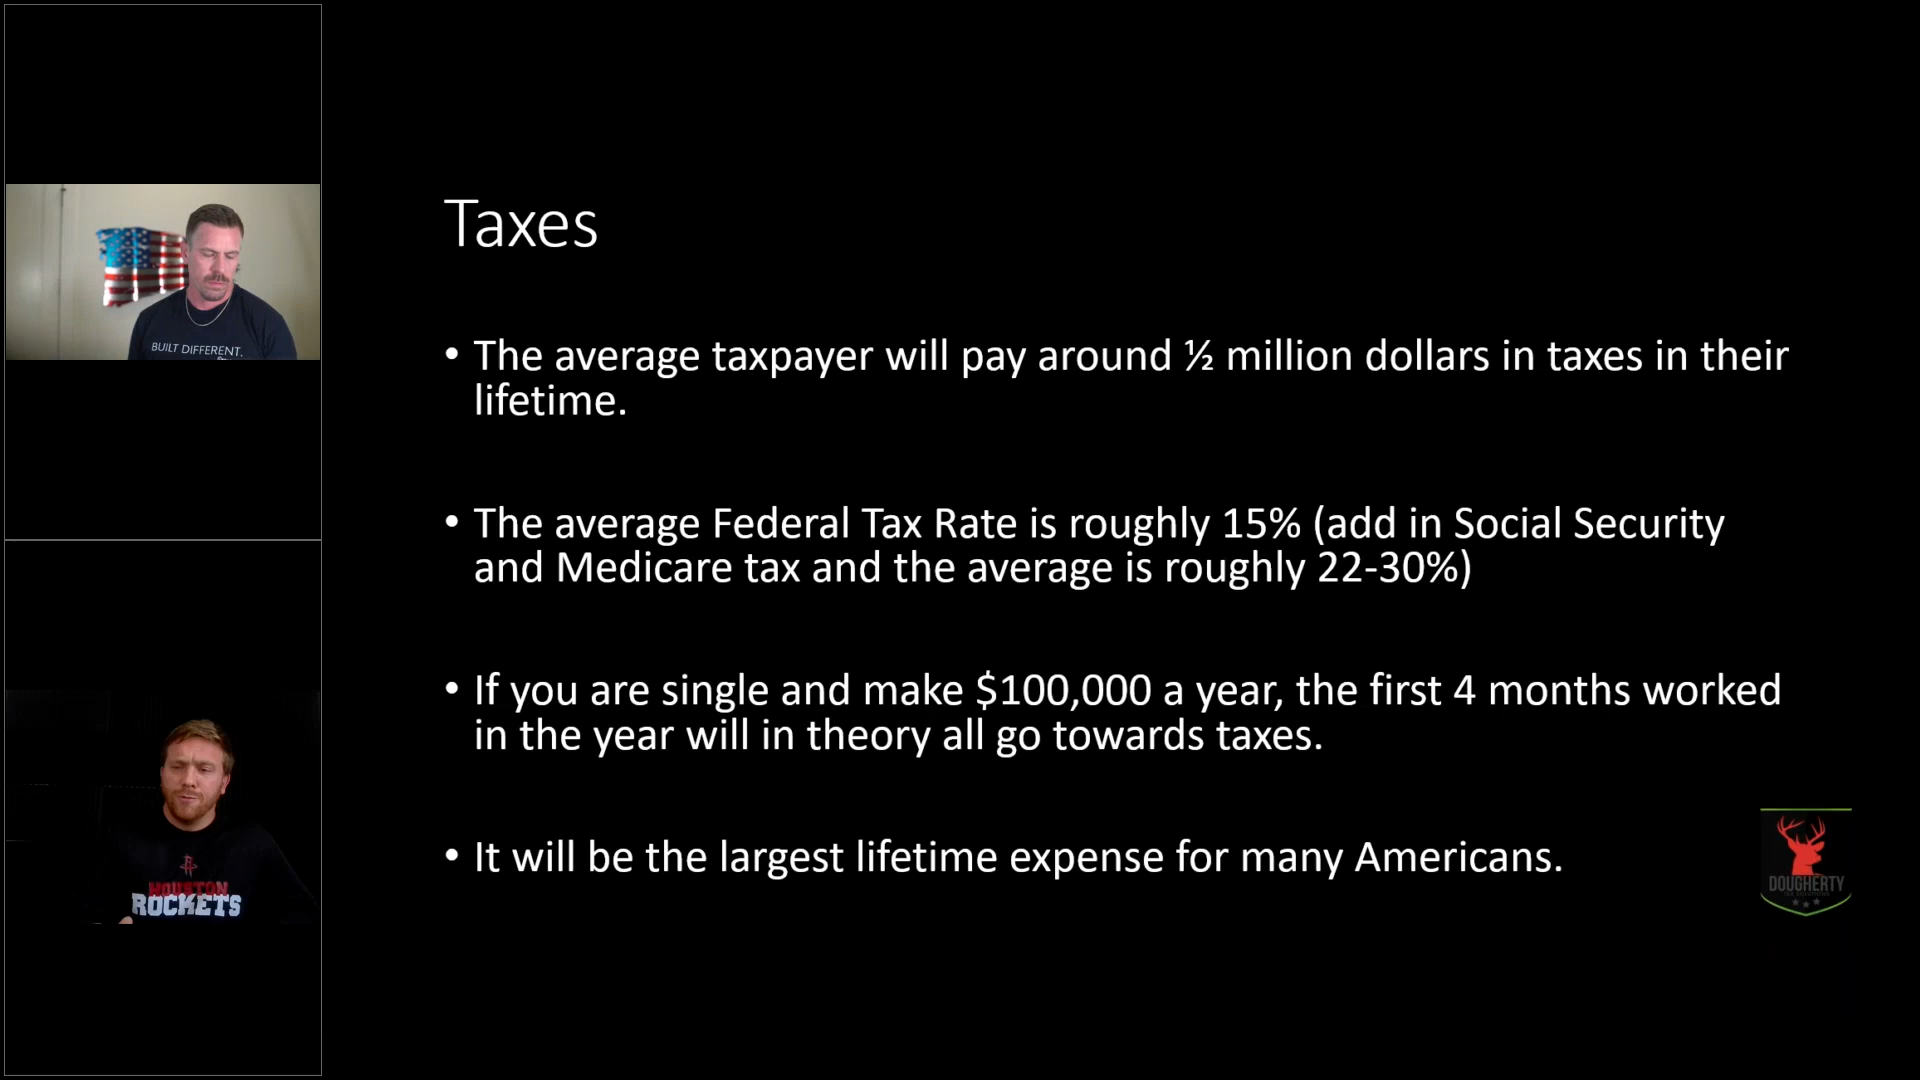 BUILT DIFFERENT.
HOUSTON
ROCKETS
Taxes
• The average taxpayer will pay around ½ million dollars in taxes in their
lifetime.
• The average Federal Tax Rate is roughly 15% (add in Social Security
and Medicare tax and the average is roughly 22-30%)
• If you are single and make $100,000 a year, the first 4 months worked
in the year will in theory all go towards taxes.
• It will be the largest lifetime expense for many Americans.
DOUGHERTY